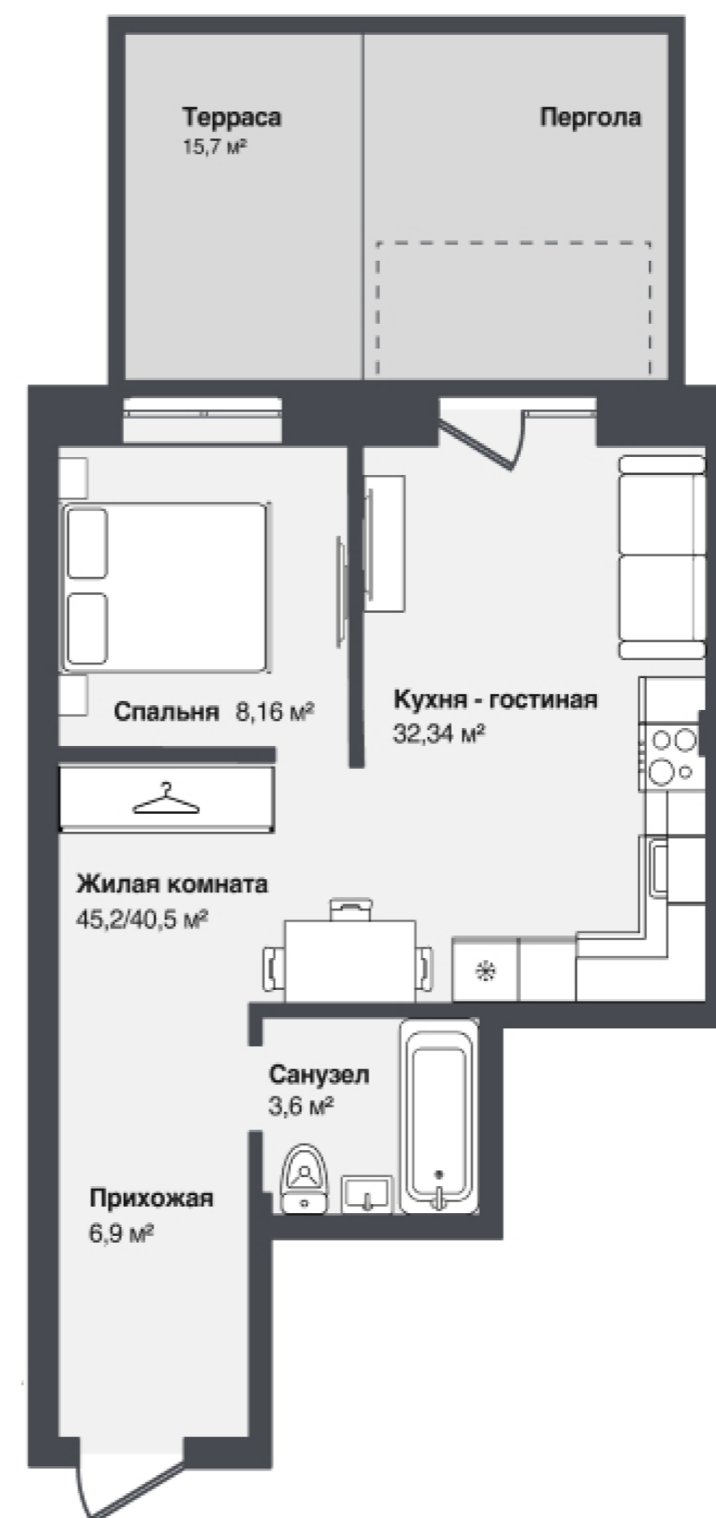 Терраса
15,7 м²
Пергола
Спальня 8,16 м²
Кухня - гостиная
32,34 м²
Жилая комната
45,2/40,5 м²
Санузел
3,6 м²
Прихожая
6,9 м²